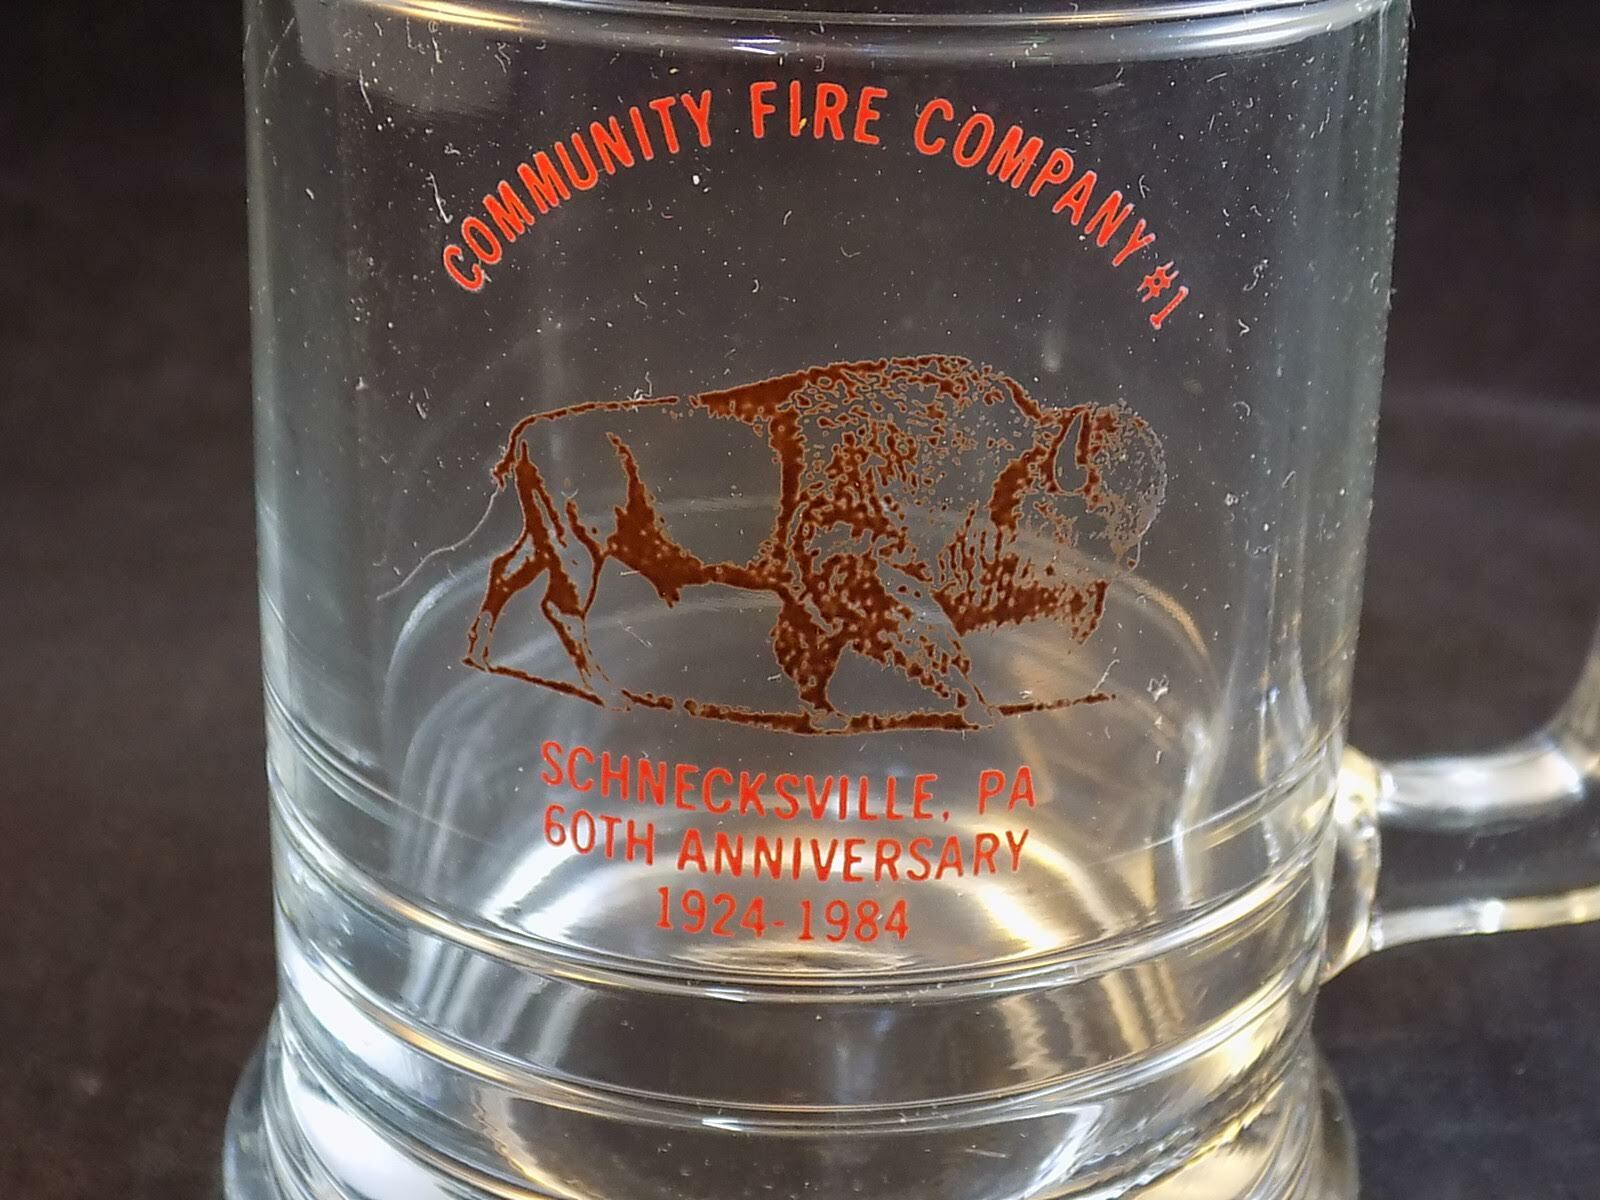 COMMUNITY FIRE COMPANY #1
SCHNECKSVILLE, PA
60TH ANNIVERSARY
1924-1984